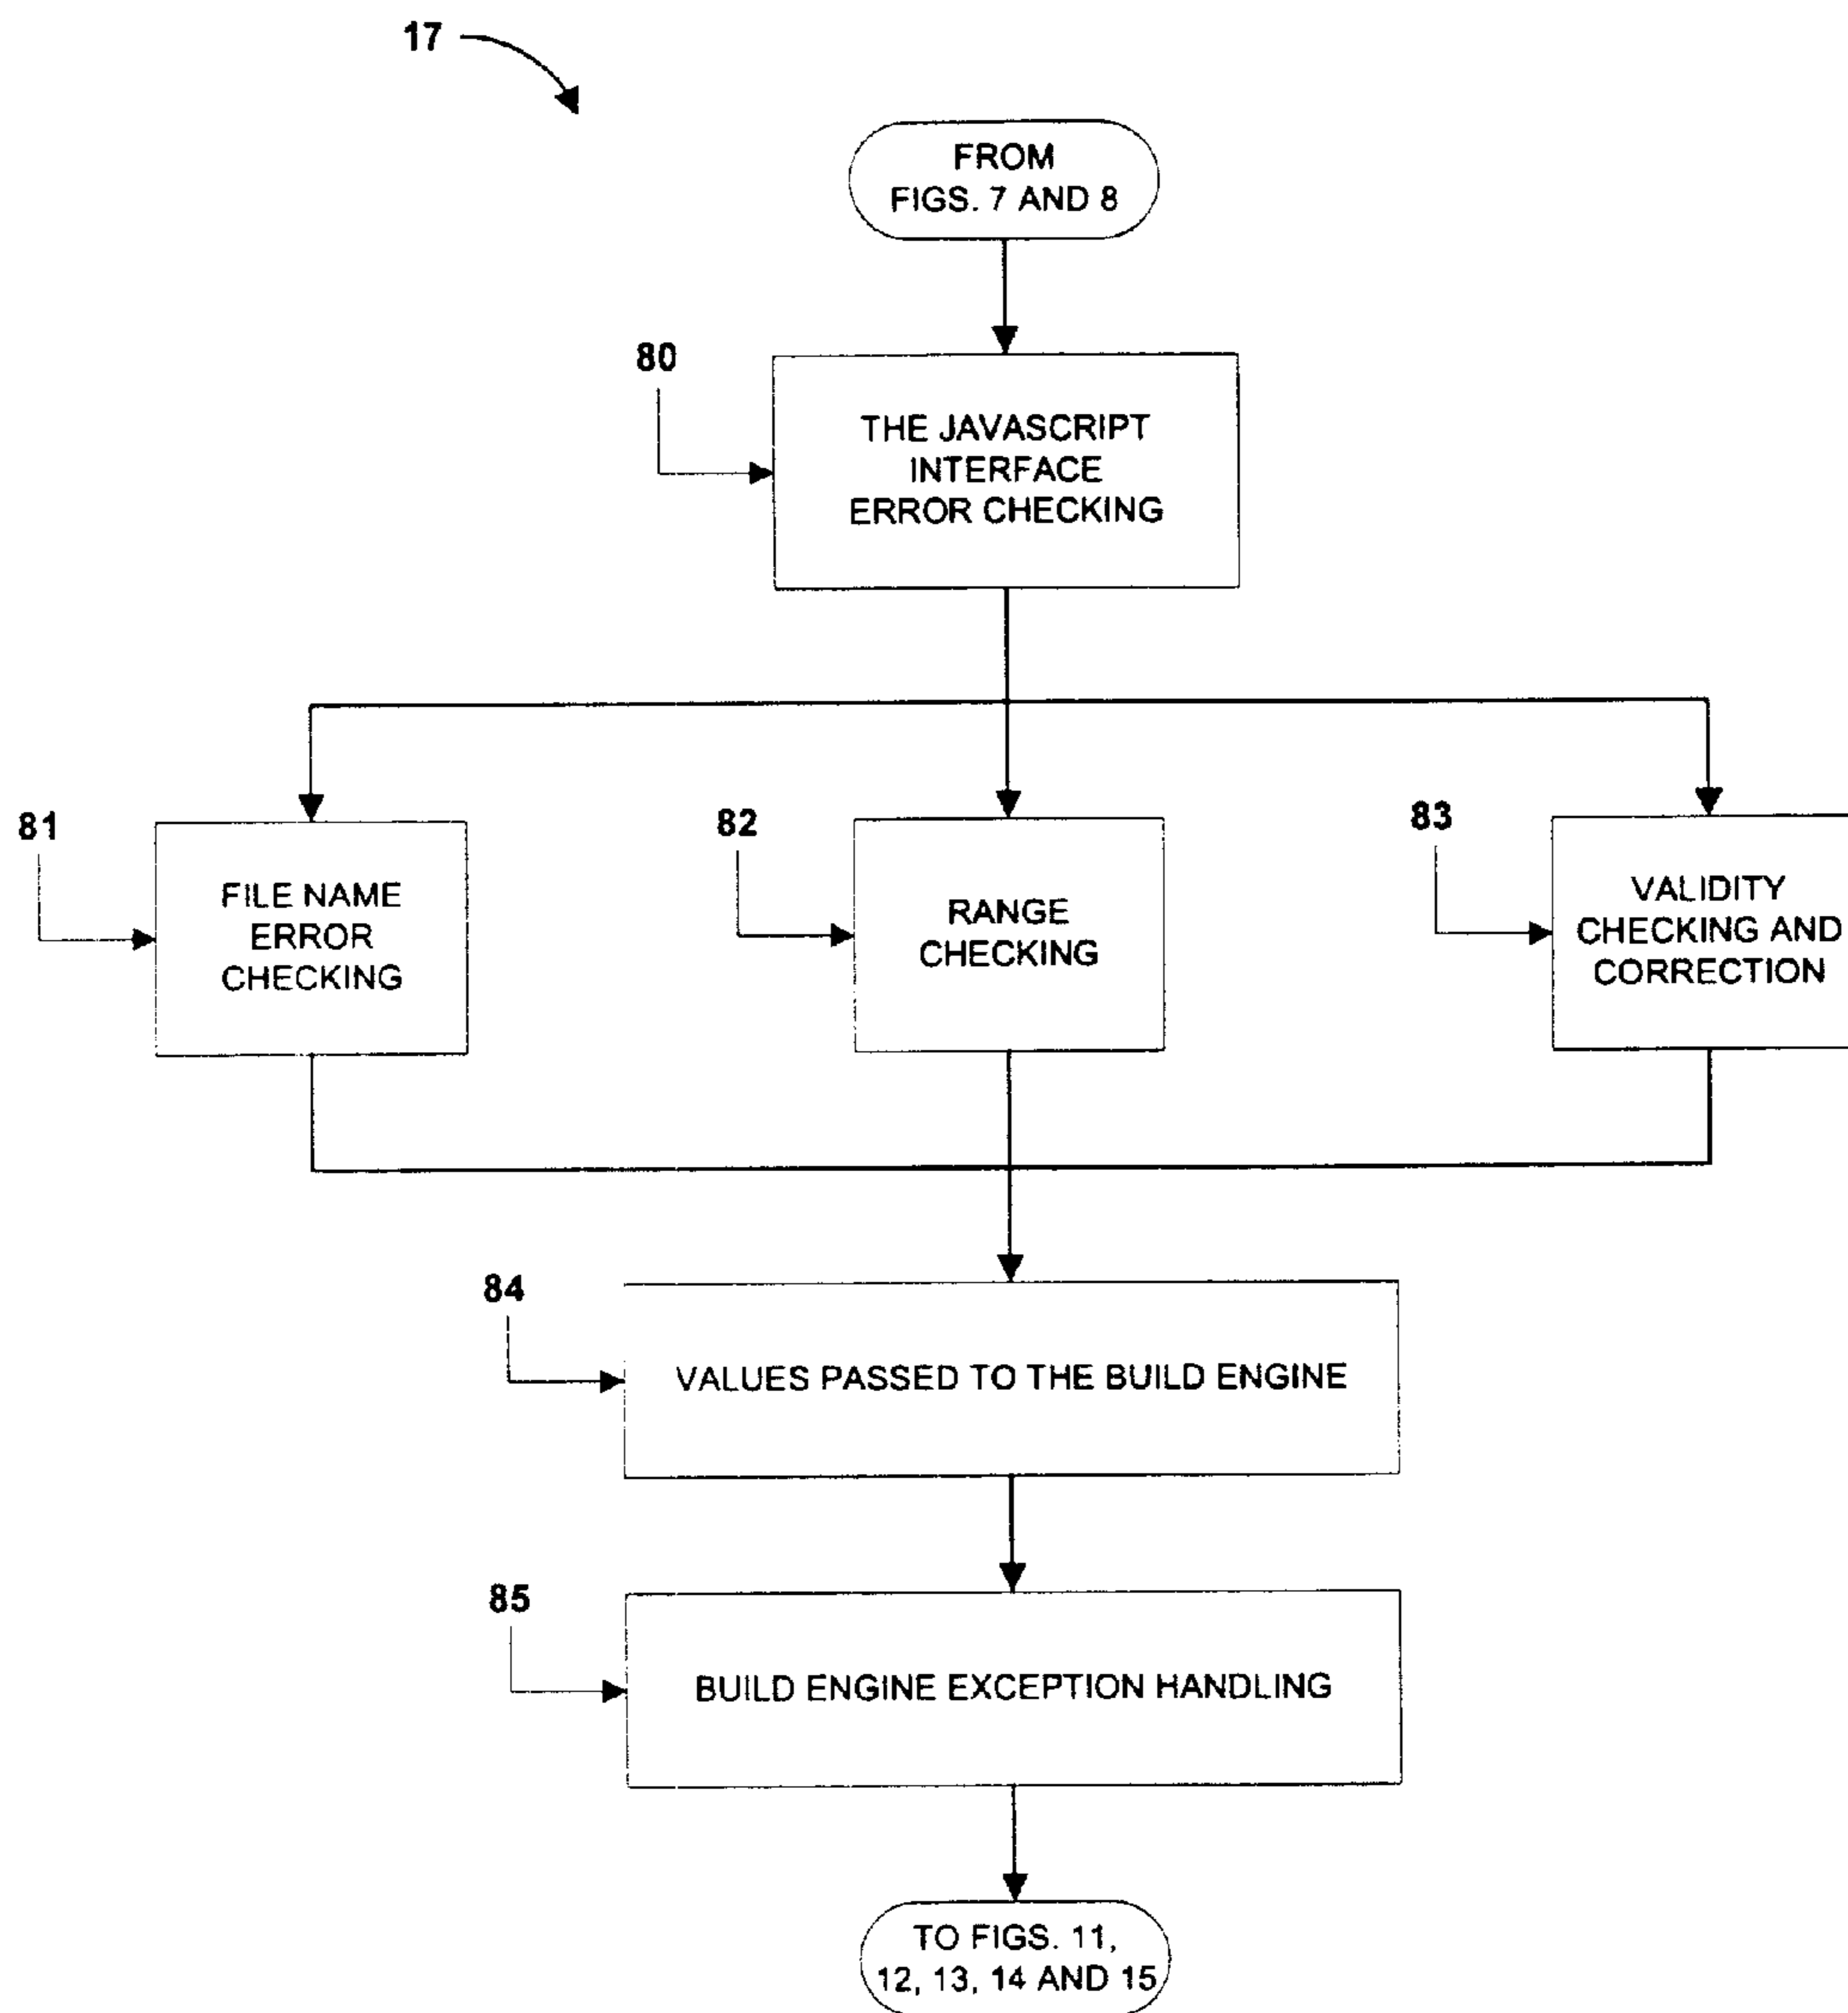 17
FROM
FIGS. 7 AND 8
80
THE JAVASCRIPT
INTERFACE
ERROR CHECKING
81
FILE NAME
ERROR
CHECKING
82
RANGE
CHECKING
83
VALIDITY
CHECKING AND
CORRECTION
84
VALUES PASSED TO THE BUILD ENGINE
85
BUILD ENGINE EXCEPTION HANDLING
TO FIGS. 11,
12, 13, 14 AND 15